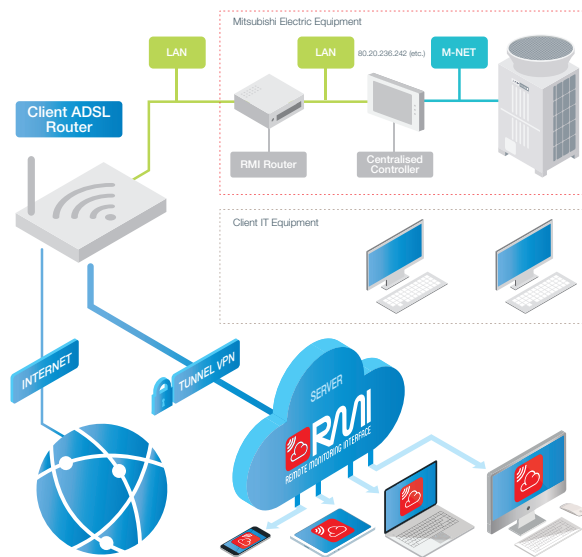 Mitsubishi Electric Equipment
LAN
LAN
80.20.236.242 (etc.)
M-NET
Client ADSL
Router
RMI Router
Centralised
Controller
Client IT Equipment
INTERNET
TUNNEL VPN
SERVER
RMI
REMOTE MONITORING INTERFACE